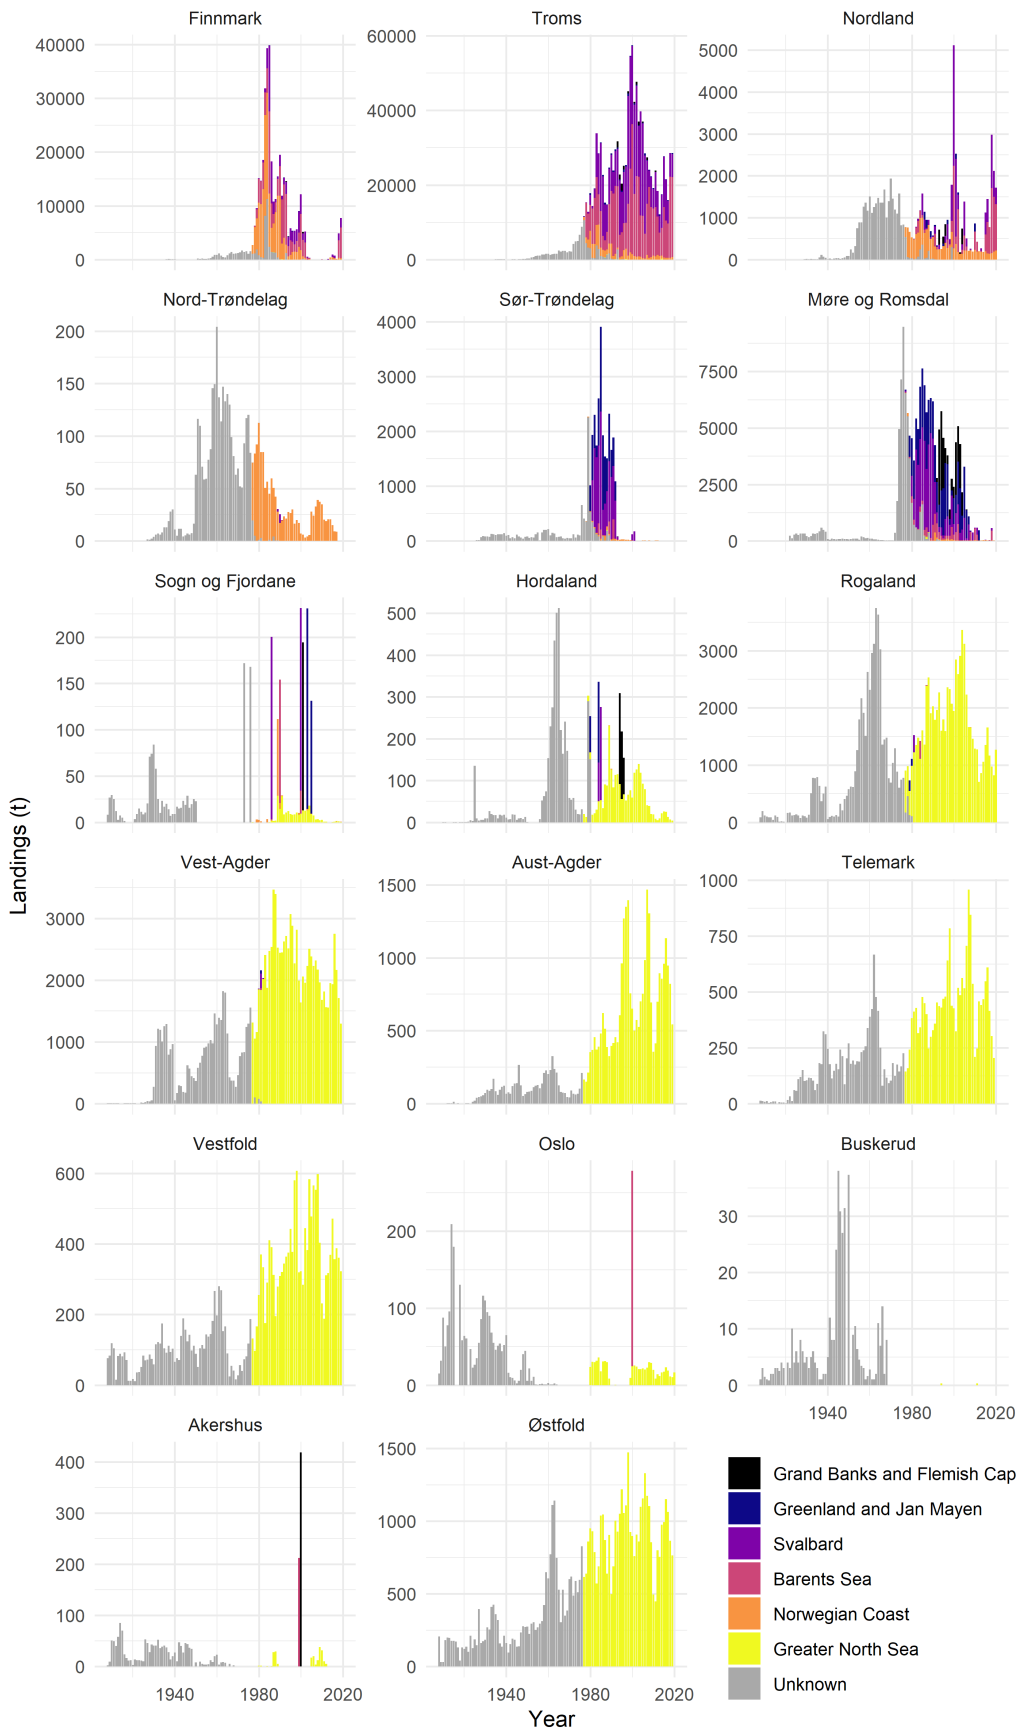 Finnmark
Troms
Nordland
40000
30000
20000
10000
0
60000
40000
20000
0
5000
4000
3000
2000
1000
0
Nord-Trøndelag
Sør-Trøndelag
Møre og Romsdal
200
150
100
50
0
4000
3000
2000
1000
0
7500
5000
2500
0
Sogn og Fjordane
Hordaland
Rogaland
200
150
100
50
0
500
400
300
200
100
0
3000
2000
1000
0
Landings (t)
Vest-Agder
Aust-Agder
Telemark
3000
2000
1000
0
1500
1000
500
0
1000
750
500
250
0
Vestfold
Oslo
Buskerud
600
400
200
0
200
100
0
30
20
10
0
1940 1980 2020
Akershus
Østfold
400
300
200
100
0
1500
1000
500
0
1940 1980 2020
1940 1980 2020
Year
Grand Banks and Flemish Cap
Greenland and Jan Mayen
Svalbard
Barents Sea
Norwegian Coast
Greater North Sea
Unknown